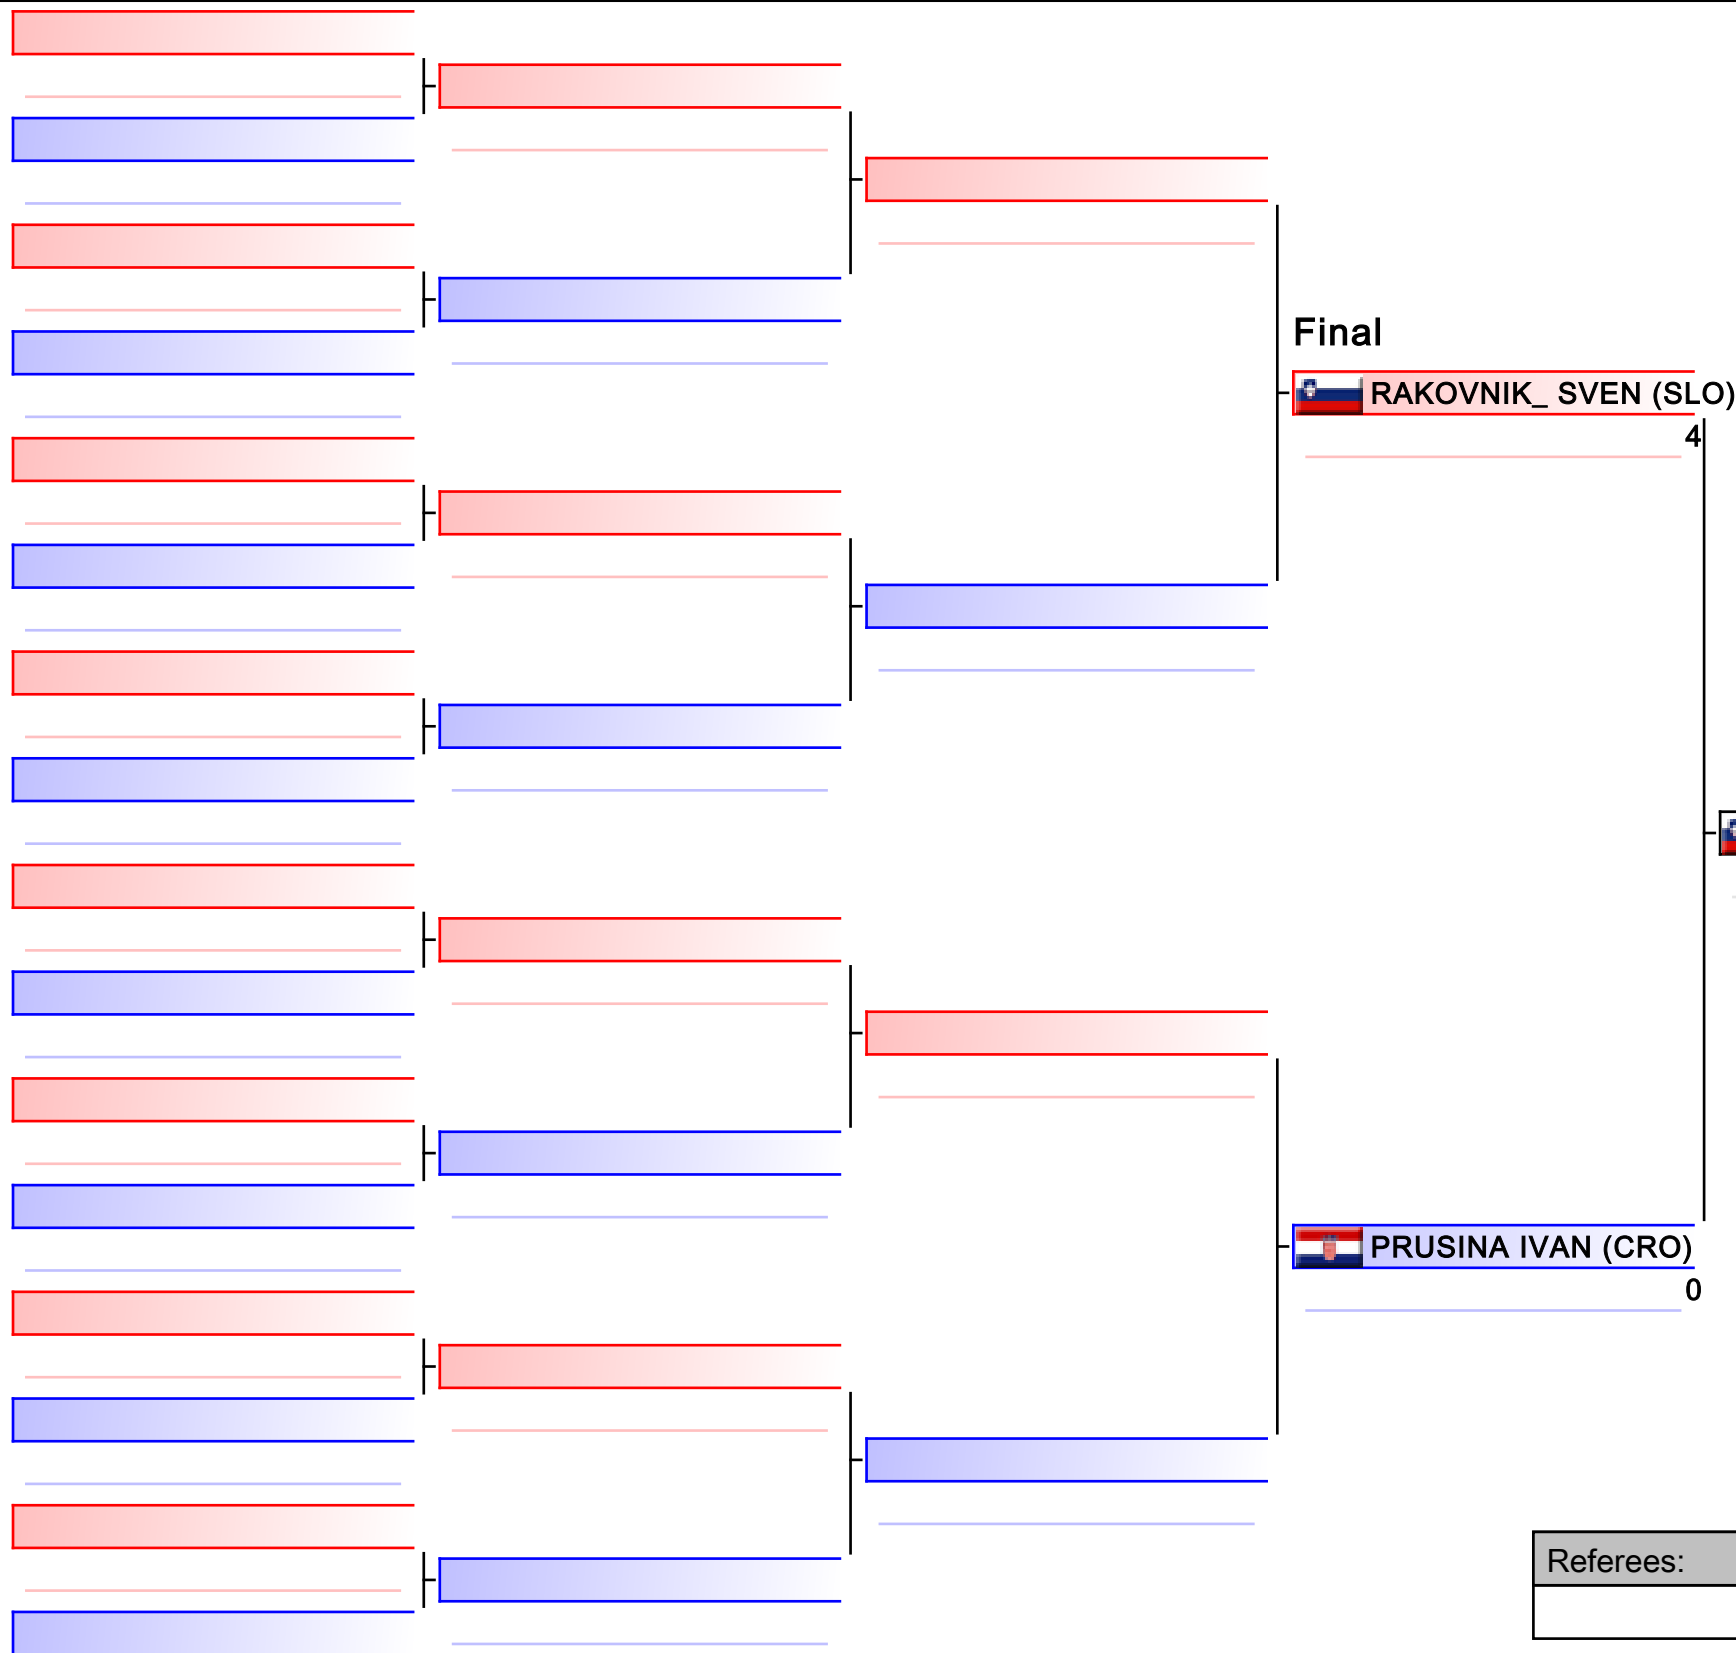 Final
RAKOVNIK_ SVEN (SLO)
4
PRUSINA IVAN (CRO)
0
Referees: